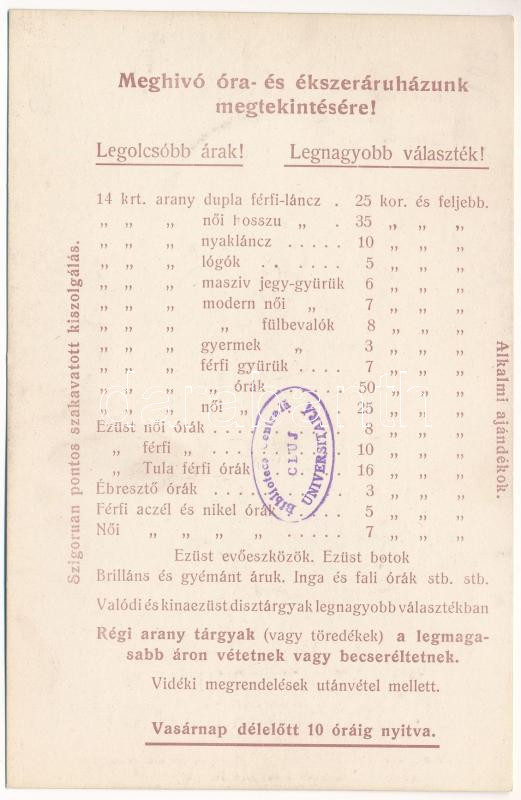 Meghivó óra- és ékszeráruházunk
megtekintésére!
Legolcsóbb árak! Legnagyobb választék!
14 krt. arany dupla férfi-láncz . 25 kor. és feljebb.
„ „ „ női hosszu „ . 35 „ „ „
„ „ „ nyakláncz . . . . . 10 „ „ „
„ „ „ lógók . . . . . 5 „ „ „
„ „ „ masziv jegy-gyürük 6 „ „ „
„ „ „ modern női „ 7 „ „ „
„ „ „ „ fülbevalók 8 „ „ „
„ „ „ gyermek „ 3 „ „ „
„ „ „ férfi gyürük . . . . 7 „ „ „
„ „ „ „ órák . . . . 50 „ „ „
„ „ „ női „ . . . . 25 „ „ „
Ezüst női órák . . . . . . . . 8 „ „ „
„ férfi „ . . . . . . . . 10 „ „ „
„ Tula férfi órák . . . . . 16 „ „ „
Ébresztő órák . . . . . . . . 3 „ „ „
Férfi aczél és nikel órák . . . . 5 „ „ „
Női „ „ „ „ . . . . 7 „ „ „
Ezüst evőeszközök. Ezüst botok
Brilláns és gyémánt áruk. Inga és fali órák stb. stb.
Valódi és kinaezüst disztárgyak legnagyobb választékban
Régi arany tárgyak (vagy töredékek) a legmaga-
sabb áron vétetnek vagy becseréltetnek.
Vidéki megrendelések utánvétel mellett.
Vasárnap délelőtt 10 óráig nyitva.
Szigoruan pontos szakavatott kiszolgálás.
Alkalmi ajándékok.
Biblioteca Centrală
CLUJ
UNIVERSITARĂ
darabanth